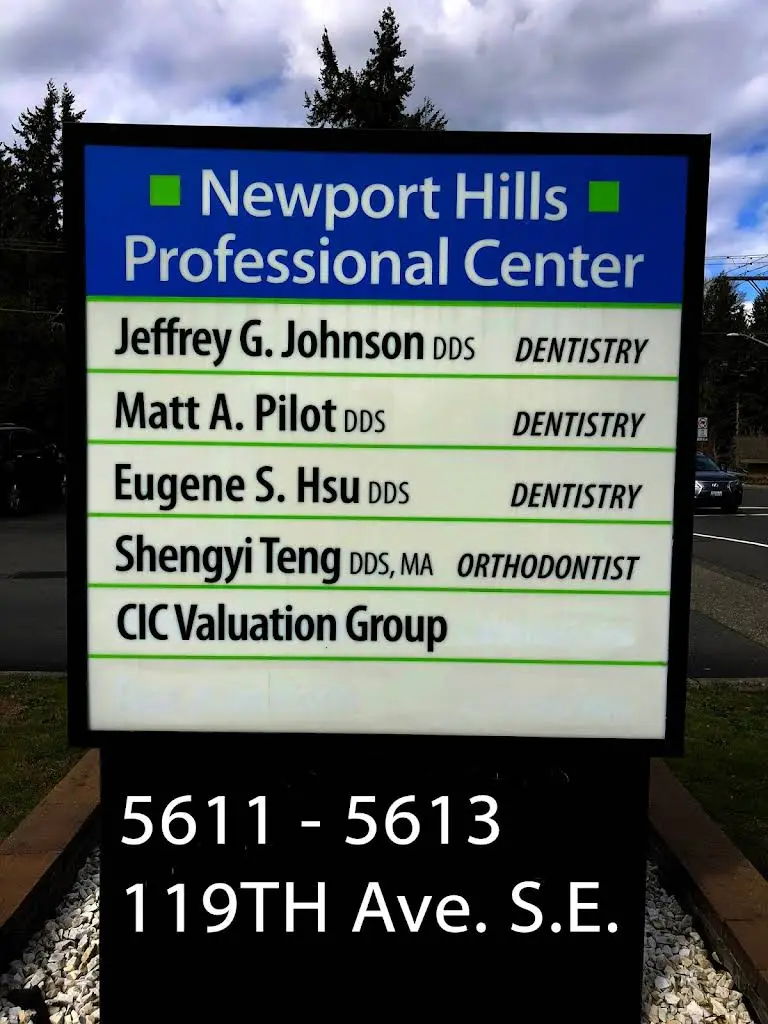 Newport Hills
Professional Center
Jeffrey G. Johnson DDS DENTISTRY
Matt A. Pilot DDS DENTISTRY
Eugene S. Hsu DDS DENTISTRY
Shengyi Teng DDS, MA ORTHODONTIST
CIC Valuation Group
5611 - 5613
119TH Ave. S.E.